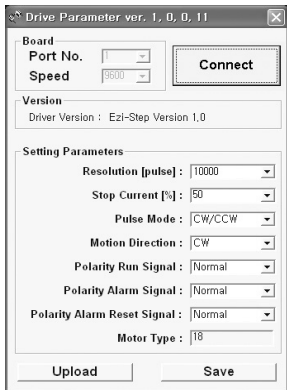 Drive Parameter ver. 1, 0, 0, 11
Board
Port No. 1
Speed 9600
Connect
Version
Driver Version : Ezi-Step Version 1,0
Setting Parameters
Resolution [pulse] : 10000
Stop Current [%] : 50
Pulse Mode : CW/CCW
Motion Direction : CW
Polarity Run Signal : Normal
Polarity Alarm Signal : Normal
Polarity Alarm Reset Signal : Normal
Motor Type : 18
Upload Save